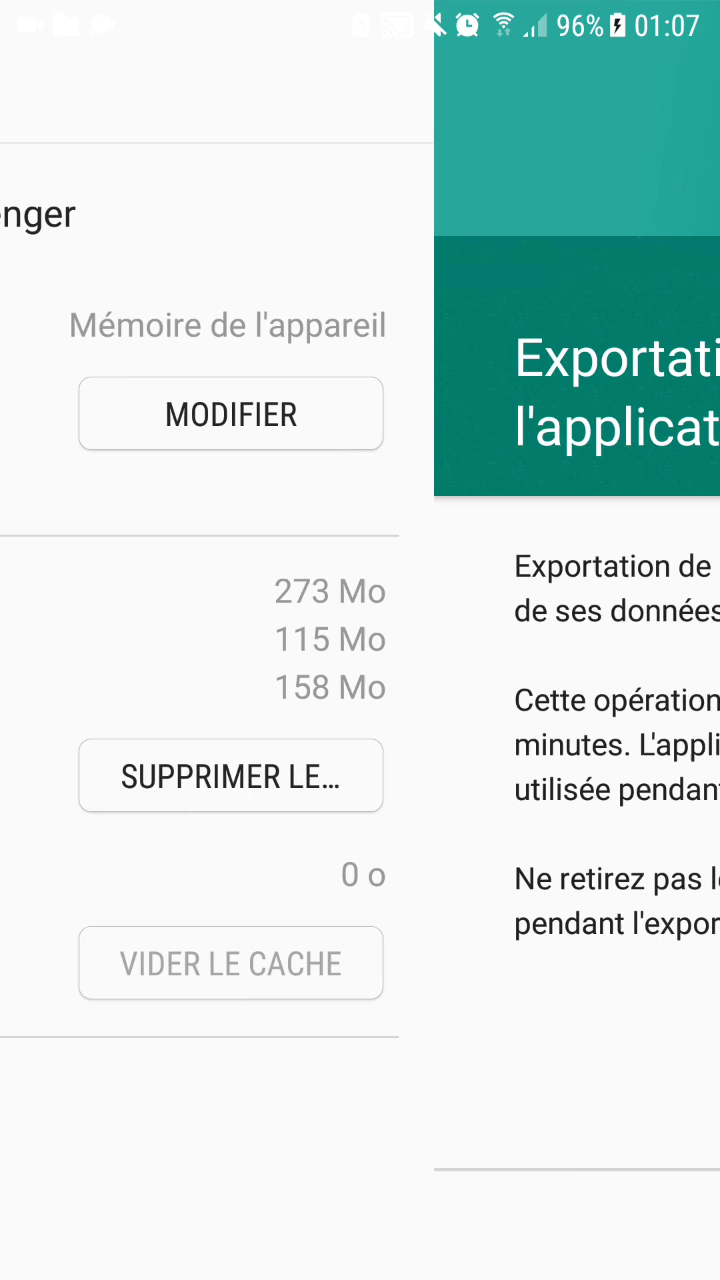 96% 01:07
enger
Mémoire de l'appareil
MODIFIER
273 Mo
115 Mo
158 Mo
SUPPRIMER LE...
0 o
VIDER LE CACHE
Exportati
l'applicat
Exportation de
de ses données
Cette opération
minutes. L'appli
utilisée pendant
Ne retirez pas le
pendant l'expor